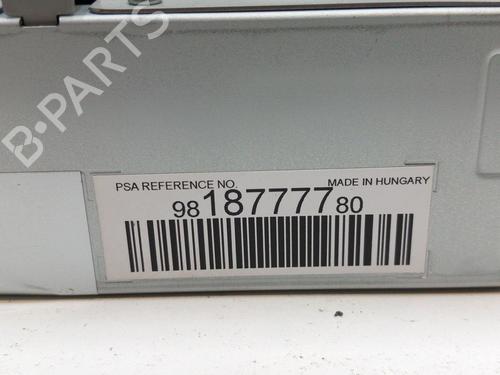 B-PARTS
PSA REFERENCE NO. MADE IN HUNGARY
9818777780